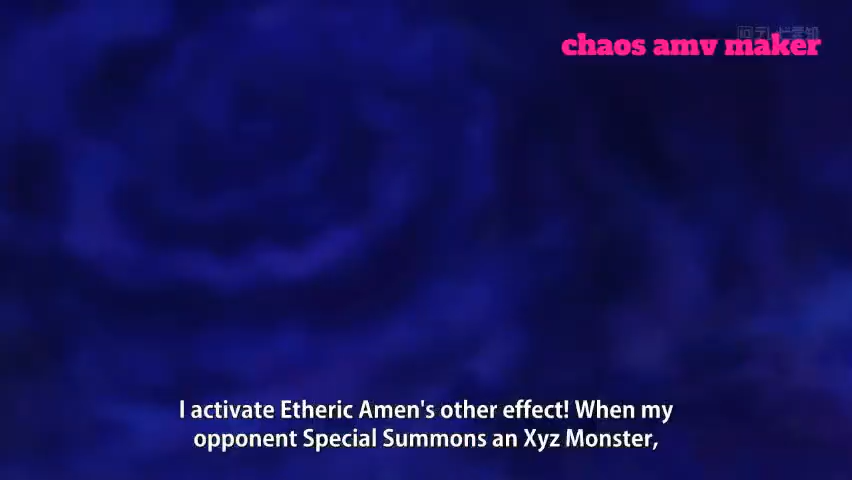 chaos amv maker
I activate Etheric Amen's other effect! When my
opponent Special Summons an Xyz Monster,